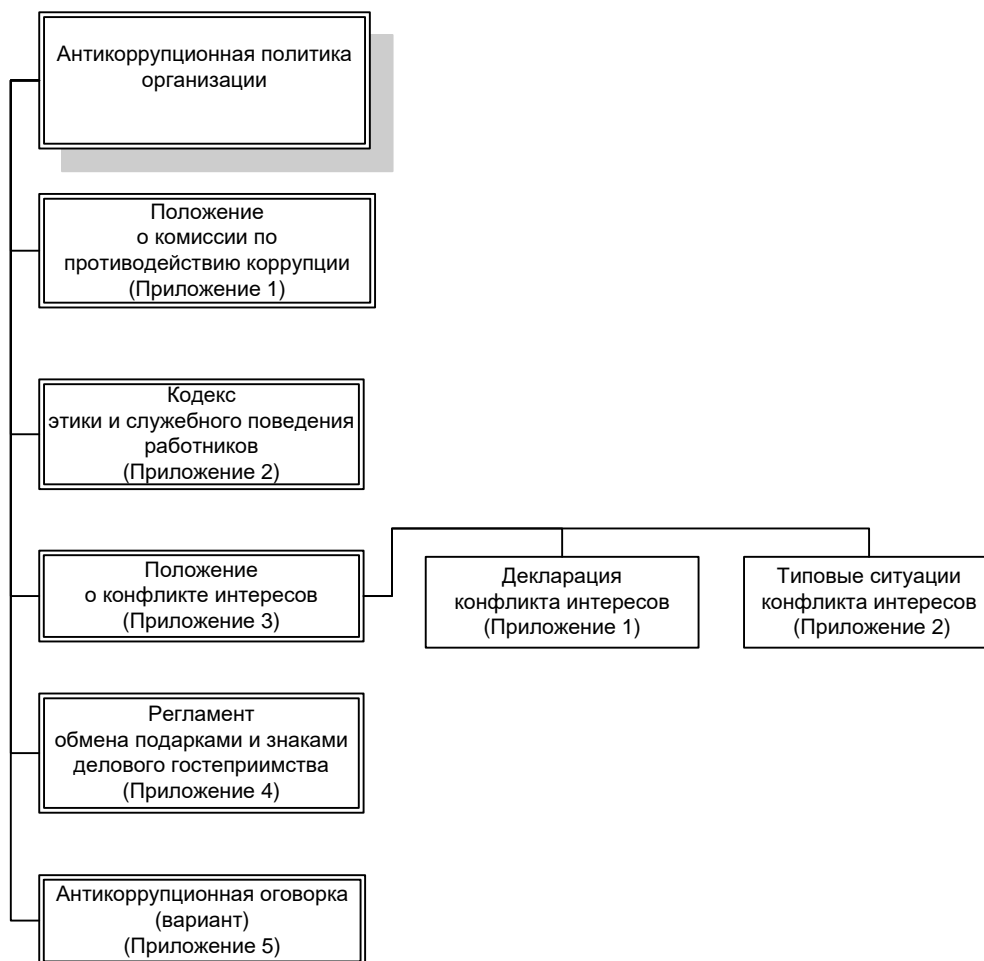 Антикоррупционная политика
организации
Положение
о комиссии по
противодействию коррупции
(Приложение 1)
Кодекс
этики и служебного поведения
работников
(Приложение 2)
Положение
о конфликте интересов
(Приложение 3)
Декларация
конфликта интересов
(Приложение 1)
Типовые ситуации
конфликта интересов
(Приложение 2)
Регламент
обмена подарками и знаками
делового гостеприимства
(Приложение 4)
Антикоррупционная оговорка
(вариант)
(Приложение 5)